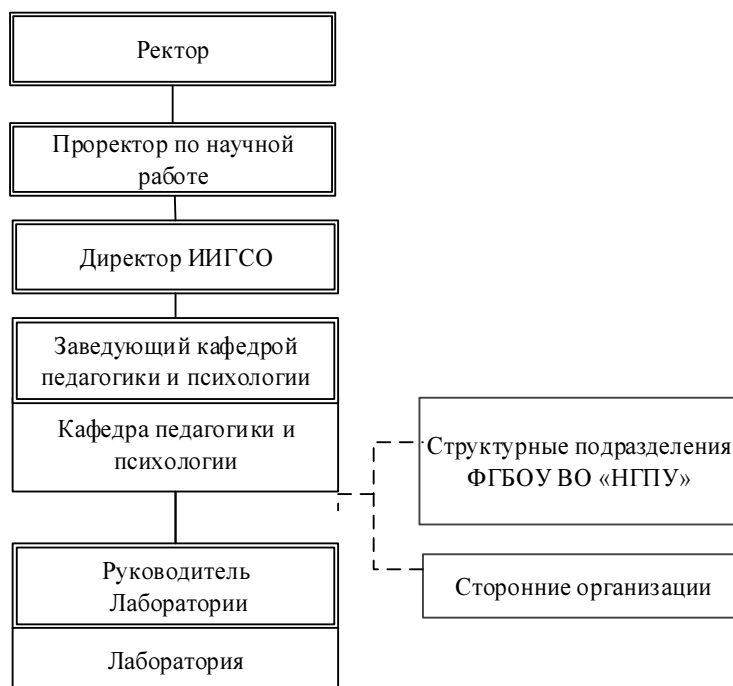 Ректор
Проректор по научной
работе
Директор ИИГСО
Заведующий кафедрой
педагогики и психологии
Кафедра педагогики и
психологии
Структурные подразделения
ФГБОУ ВО «НГПУ»
Руководитель
Лаборатории
Сторонние организации
Лаборатория